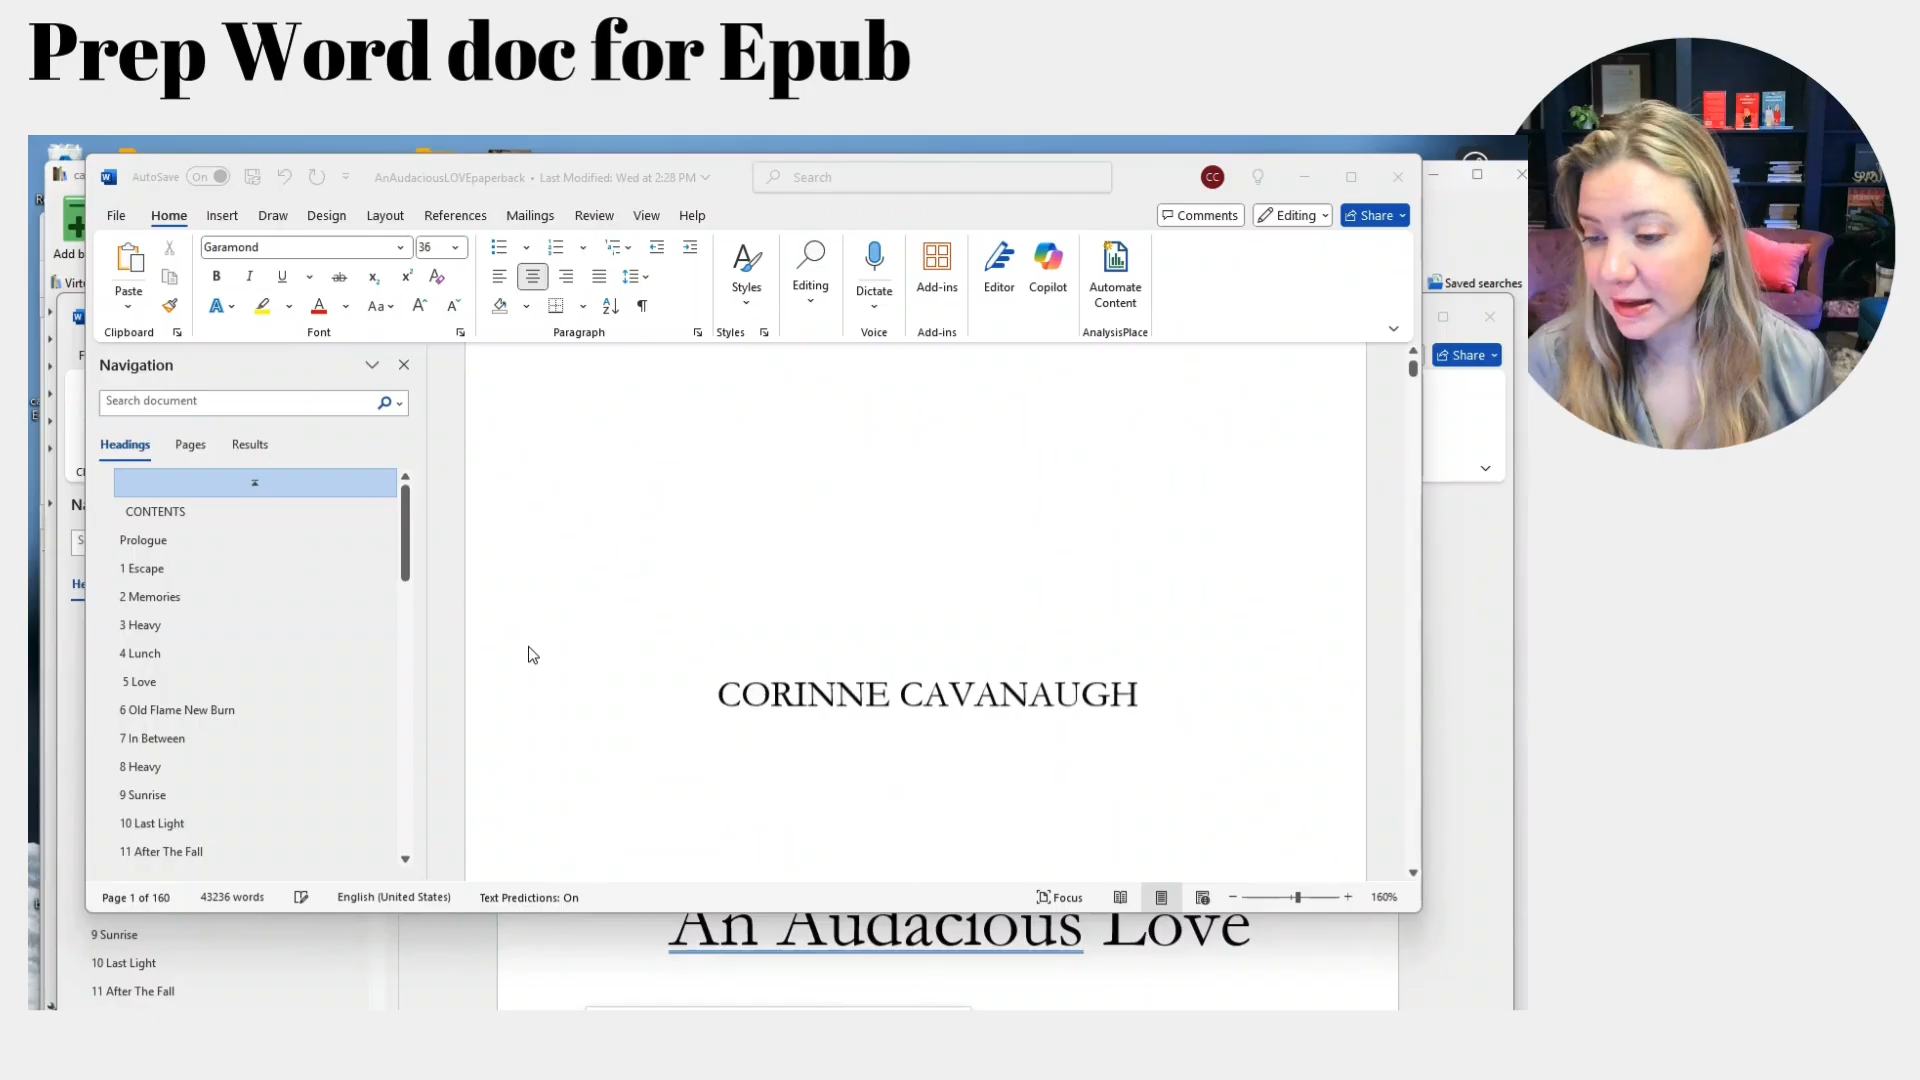 Prep Word doc for Epub
AutoSave On AnAudaciousLOVEpaperback • Last Modified: Wed at 2:28 PM Search CC
File Home Insert Draw Design Layout References Mailings Review View Help Comments Editing Share
Garamond 36
Paste
Styles
Editing
Dictate
Add-ins
Editor
Copilot
Automate
Content
Clipboard Font Paragraph Styles Voice Add-ins AnalysisPlace
Add b
Virtu
Saved searches
Share
Navigation
Search document
Headings Pages Results
CONTENTS
Prologue
1 Escape
2 Memories
3 Heavy
4 Lunch
5 Love
6 Old Flame New Burn
7 In Between
8 Heavy
9 Sunrise
10 Last Light
11 After The Fall
CORINNE CAVANAUGH
Page 1 of 160 43236 words English (United States) Text Predictions: On Focus 160%
An Audacious Love
9 Sunrise
10 Last Light
11 After The Fall